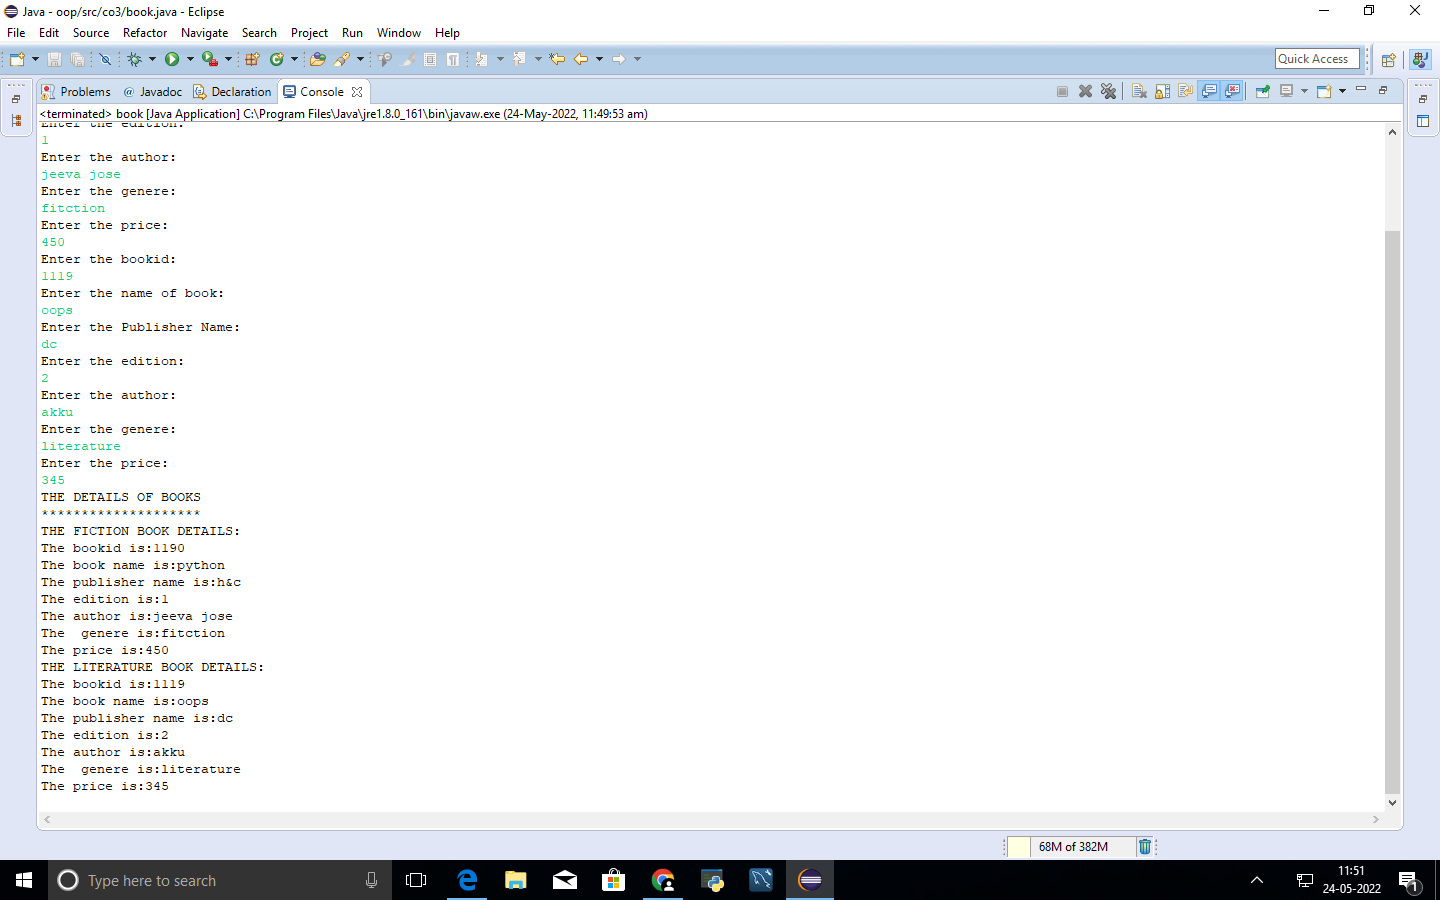 Java - oop/src/co3/book.java - Eclipse
File Edit Source Refactor Navigate Search Project Run Window Help
Quick Access
Problems @ Javadoc Declaration Console
<terminated> book [Java Application] C:\Program Files\Java\jre1.8.0_161\bin\javaw.exe (24-May-2022, 11:49:53 am)
Enter the edition:
1
Enter the author:
jeeva jose
Enter the genere:
fitction
Enter the price:
450
Enter the bookid:
1119
Enter the name of book:
oops
Enter the Publisher Name:
dc
Enter the edition:
2
Enter the author:
akku
Enter the genere:
literature
Enter the price:
345
THE DETAILS OF BOOKS
********************
THE FICTION BOOK DETAILS:
The bookid is:1190
The book name is:python
The publisher name is:h&c
The edition is:1
The author is:jeeva jose
The  genere is:fitction
The price is:450
THE LITERATURE BOOK DETAILS:
The bookid is:1119
The book name is:oops
The publisher name is:dc
The edition is:2
The author is:akku
The  genere is:literature
The price is:345
68M of 382M
Type here to search
11:51
24-05-2022
1